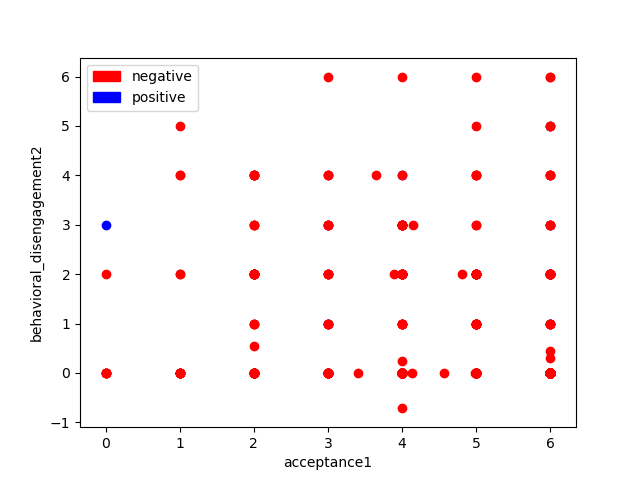 negative
positive
6
5
4
3
2
1
0
−1
behavioral_disengagement2
0 1 2 3 4 5 6
acceptance1